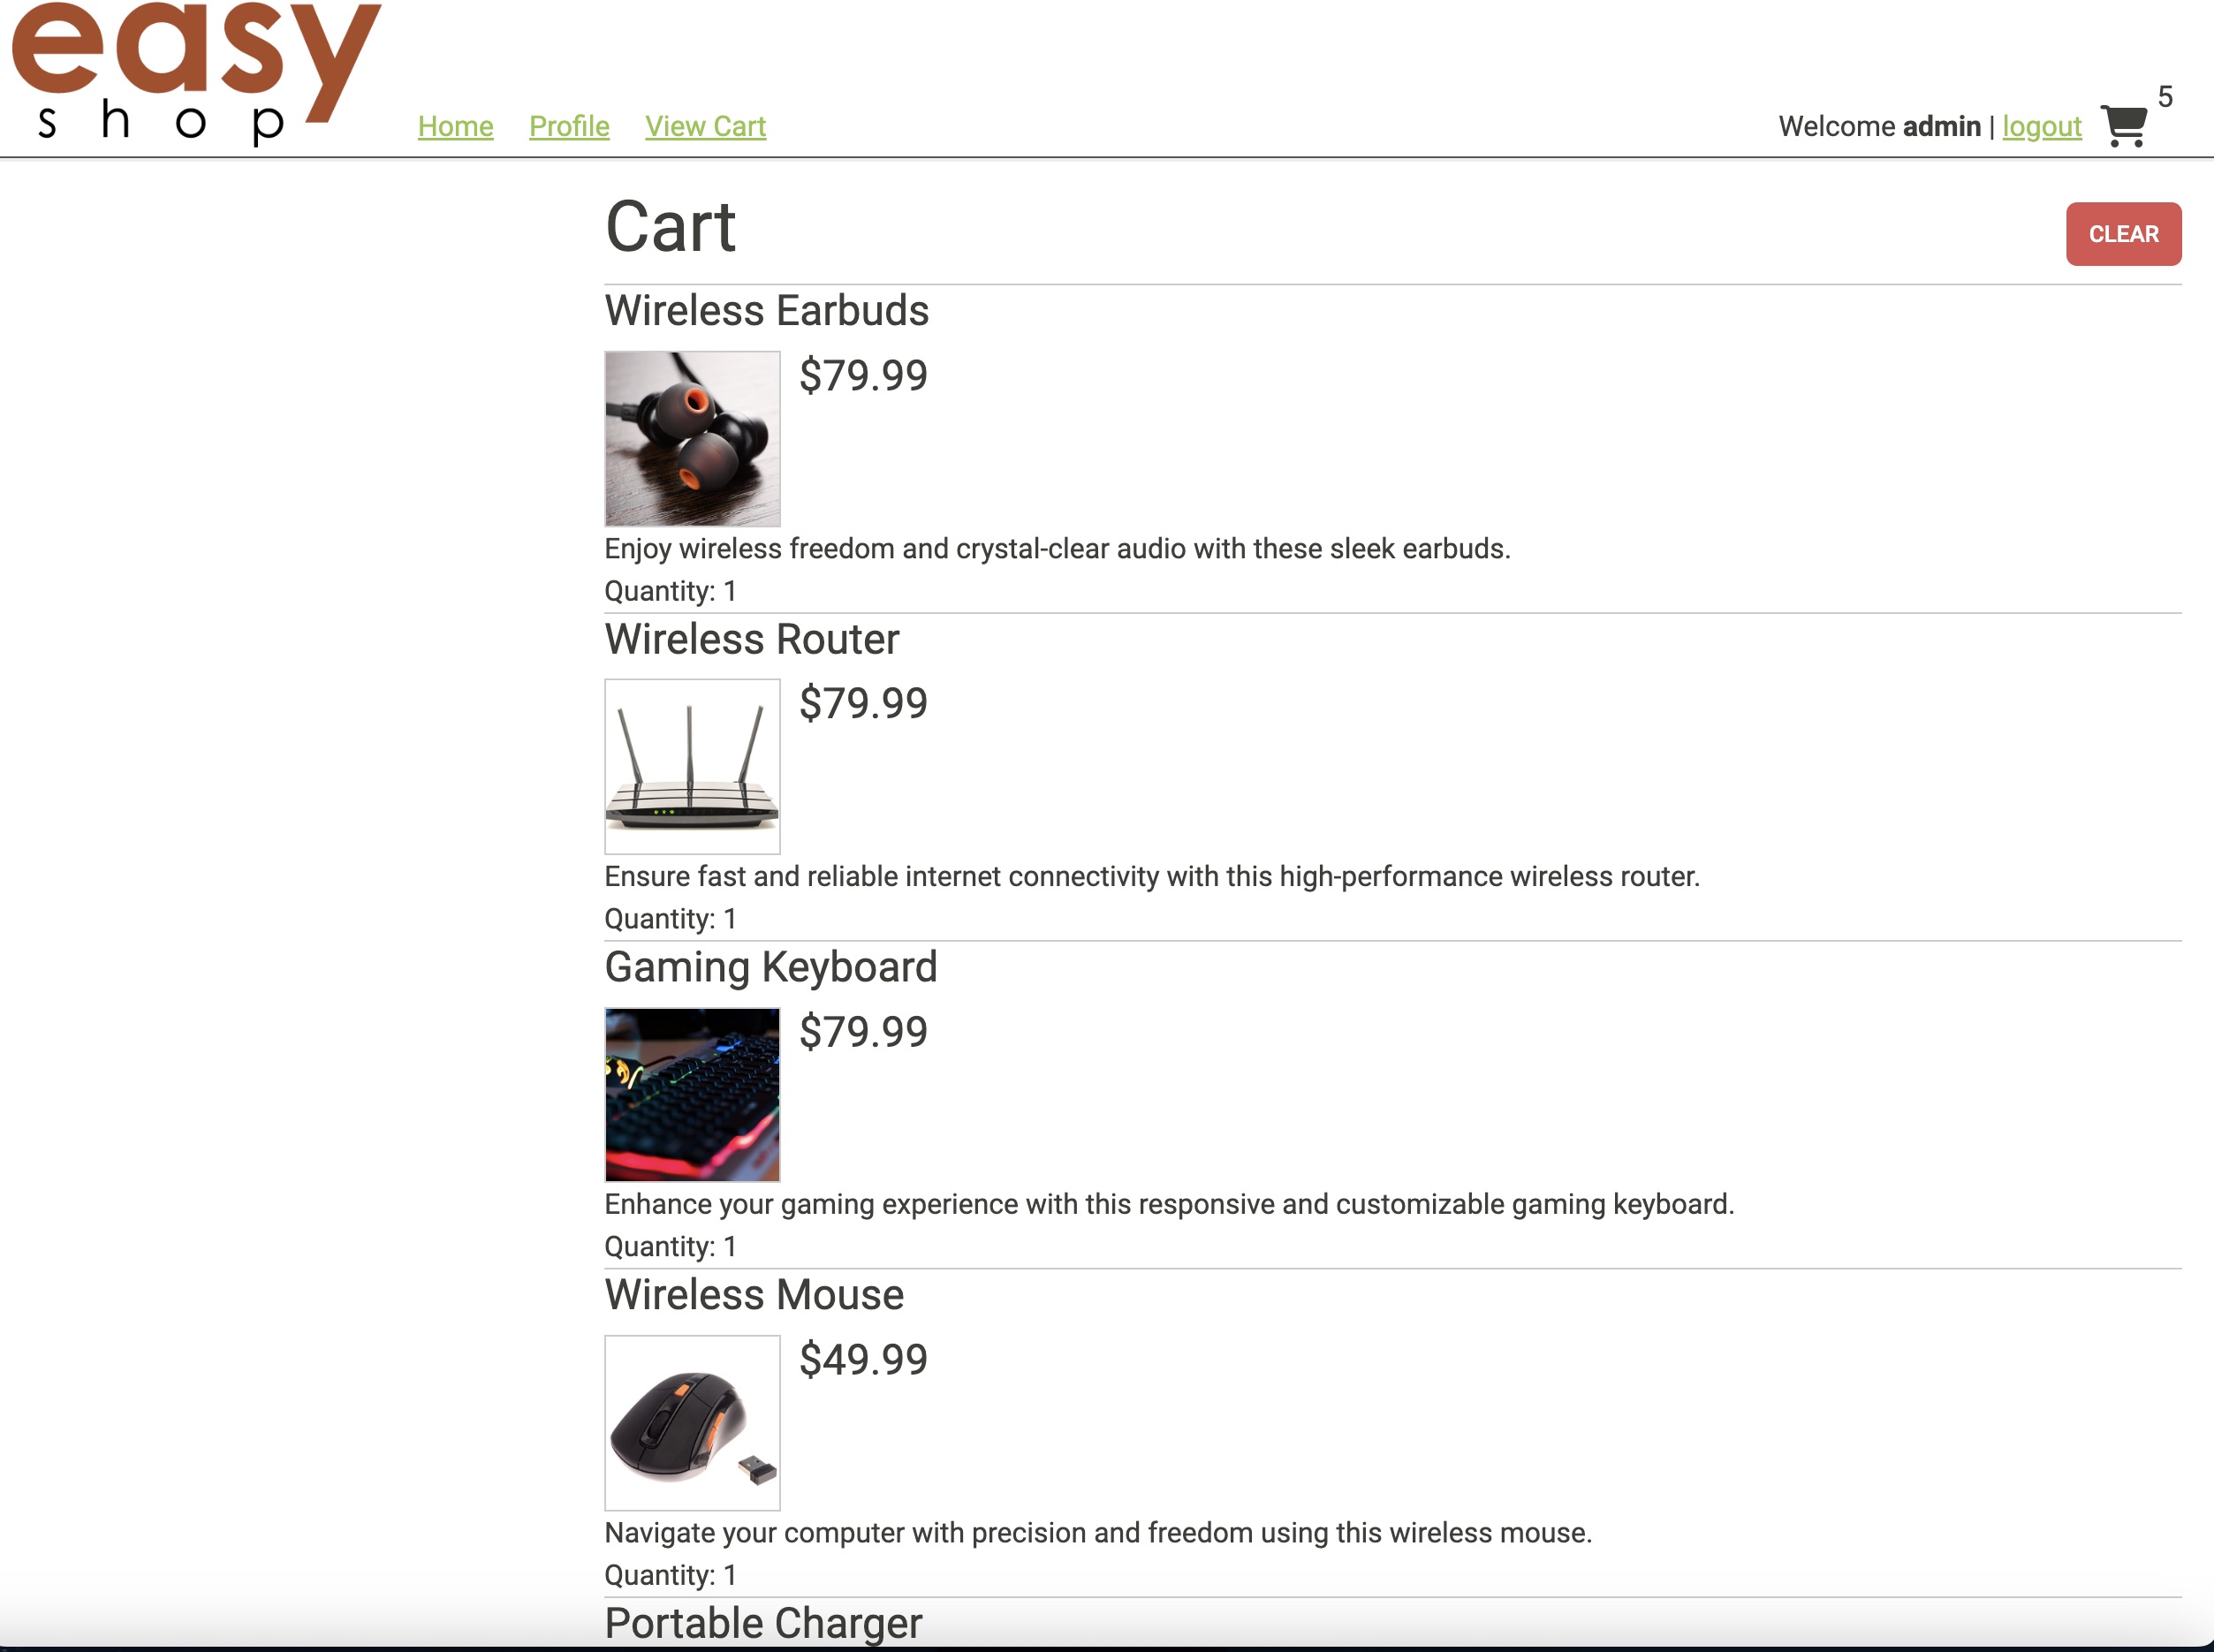 easy
shop
Home Profile View Cart
Welcome admin | logout 5
Cart
CLEAR
Wireless Earbuds
$79.99
Enjoy wireless freedom and crystal-clear audio with these sleek earbuds.
Quantity: 1
Wireless Router
$79.99
Ensure fast and reliable internet connectivity with this high-performance wireless router.
Quantity: 1
Gaming Keyboard
$79.99
Enhance your gaming experience with this responsive and customizable gaming keyboard.
Quantity: 1
Wireless Mouse
$49.99
Navigate your computer with precision and freedom using this wireless mouse.
Quantity: 1
Portable Charger